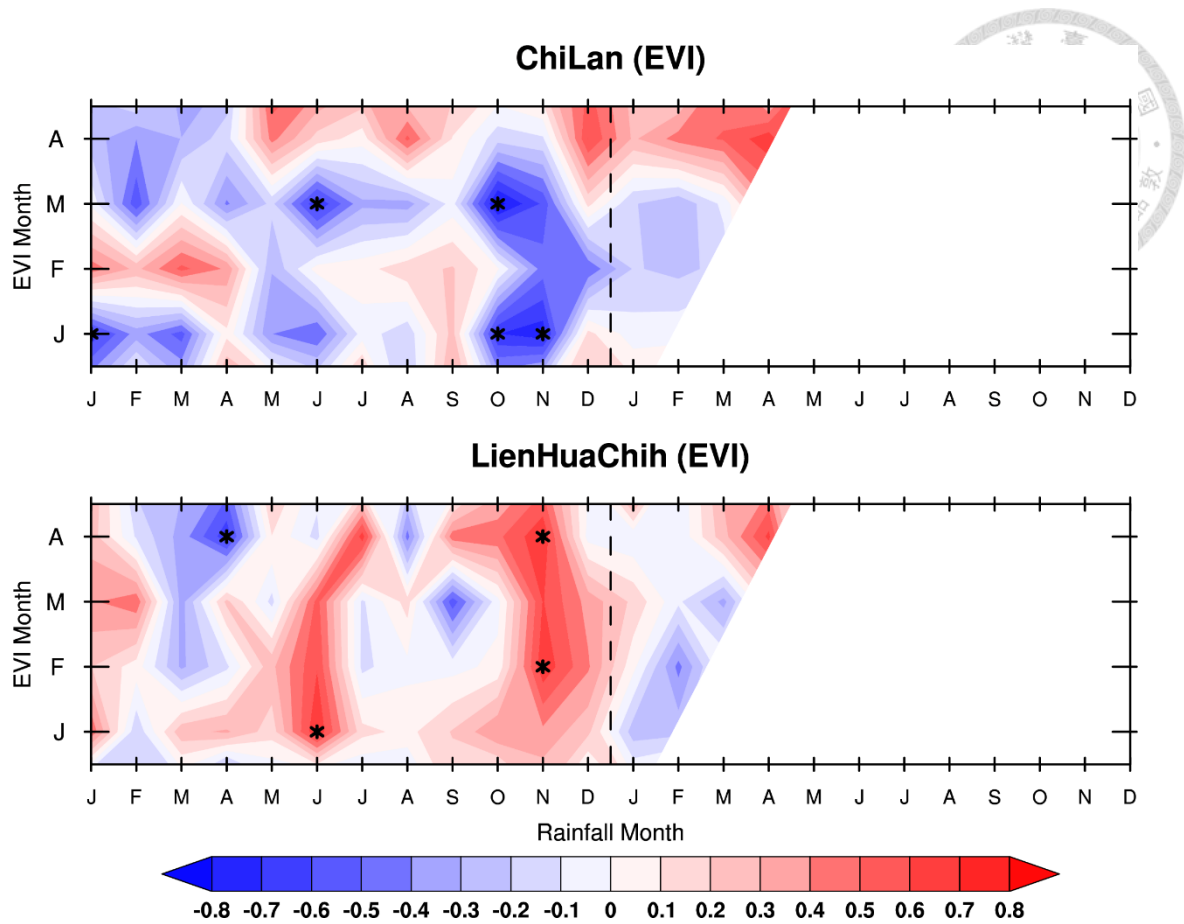 ChiLan (EVI)
EVI Month
A
M
F
J
J F M A M J J A S O N D J F M A M J J A S O N D
LienHuaChih (EVI)
EVI Month
A
M
F
J
J F M A M J J A S O N D J F M A M J J A S O N D
Rainfall Month
-0.8 -0.7 -0.6 -0.5 -0.4 -0.3 -0.2 -0.1 0 0.1 0.2 0.3 0.4 0.5 0.6 0.7 0.8
國
敦